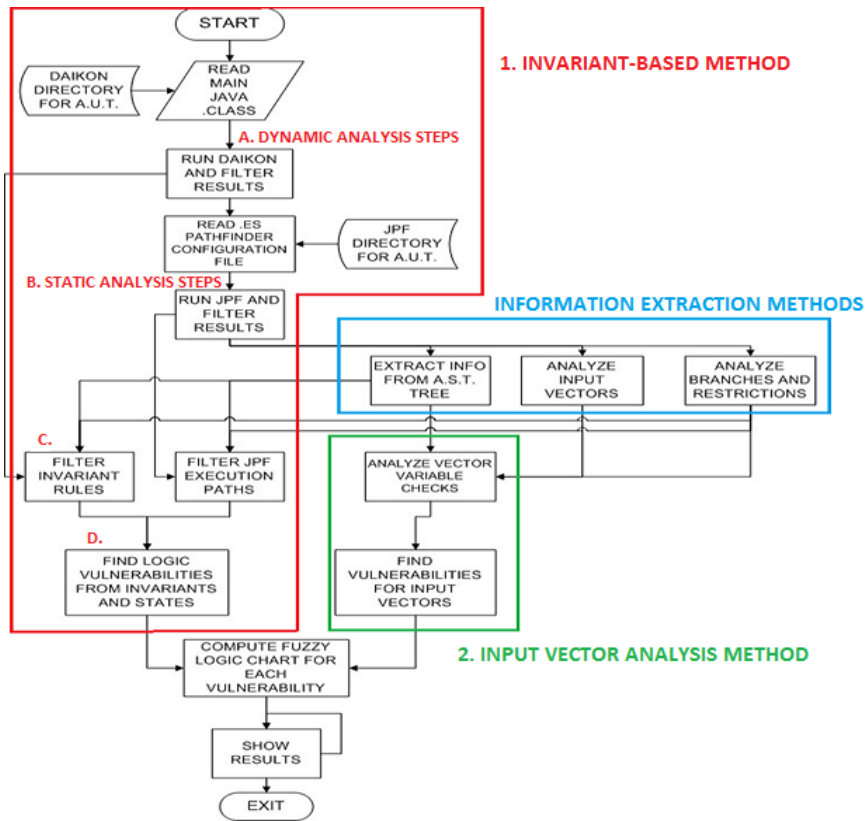 START
1. INVARIANT-BASED METHOD
DAIKON
DIRECTORY
FOR A.U.T.
READ
MAIN
JAVA
.CLASS
A. DYNAMIC ANALYSIS STEPS
RUN DAIKON
AND FILTER
RESULTS
READ .ES
PATHFINDER
CONFIGURATION
FILE
JPF
DIRECTORY
FOR A.U.T.
B. STATIC ANALYSIS STEPS
RUN JPF AND
FILTER
RESULTS
INFORMATION EXTRACTION METHODS
EXTRACT INFO
FROM A.S.T.
TREE
ANALYZE
INPUT
VECTORS
ANALYZE
BRANCHES AND
RESTRICTIONS
C.
FILTER
INVARIANT
RULES
FILTER JPF
EXECUTION
PATHS
ANALYZE VECTOR
VARIABLE
CHECKS
D.
FIND LOGIC
VULNERABILITIES
FROM INVARIANTS
AND STATES
FIND
VULNERABILITIES
FOR INPUT
VECTORS
COMPUTE FUZZY
LOGIC CHART FOR
EACH
VULNERABILITY
2. INPUT VECTOR ANALYSIS METHOD
SHOW
RESULTS
EXIT